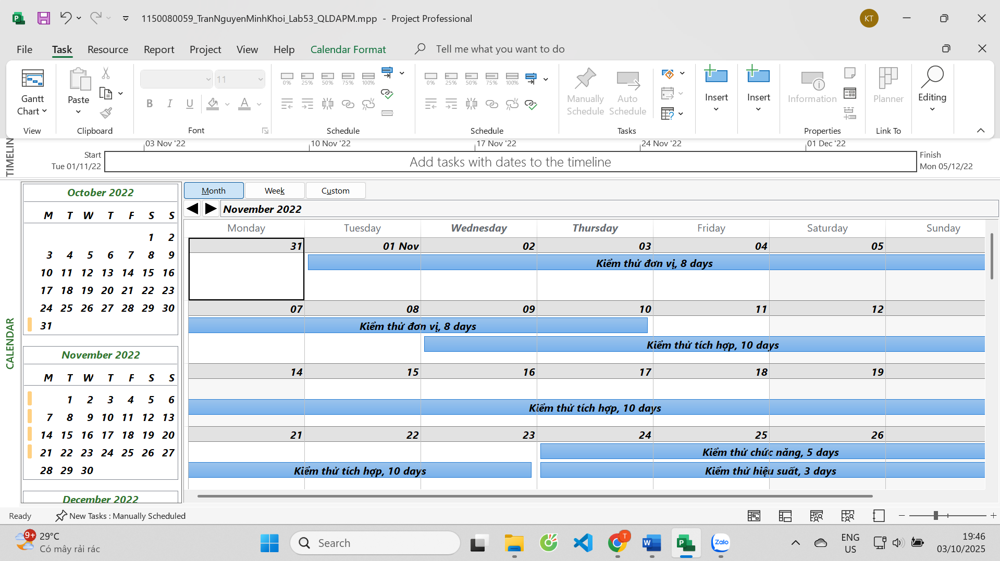 1150080059_TranNguyenMinhKhoi_Lab53_QLDAPM.mpp - Project Professional
KT
File Task Resource Report Project View Help Calendar Format Tell me what you want to do
Gantt Chart
View
Paste
Clipboard
11
B I U A
Font
0% 25% 50% 75% 100%
Schedule
0% 25% 50% 75% 100%
Schedule
Manually Schedule
Auto Schedule
Tasks
Insert
Insert
Information
Properties
Planner
Link To
Editing
TIMELIN
03 Nov '22 10 Nov '22 17 Nov '22 24 Nov '22 01 Dec '22
Start
Tue 01/11/22
Add tasks with dates to the timeline
Finish
Mon 05/12/22
CALENDAR
October 2022
M T W T F S S
1 2
3 4 5 6 7 8 9
10 11 12 13 14 15 16
17 18 19 20 21 22 23
24 25 26 27 28 29 30
31
November 2022
M T W T F S S
1 2 3 4 5 6
7 8 9 10 11 12 13
14 15 16 17 18 19 20
21 22 23 24 25 26 27
28 29 30
December 2022
Month Week Custom
November 2022
Monday Tuesday Wednesday Thursday Friday Saturday Sunday
31 01 Nov 02 03 04 05
Kiểm thử đơn vị, 8 days
07 08 09 10 11 12
Kiểm thử đơn vị, 8 days
Kiểm thử tích hợp, 10 days
14 15 16 17 18 19
Kiểm thử tích hợp, 10 days
21 22 23 24 25 26
Kiểm thử chức năng, 5 days
Kiểm thử tích hợp, 10 days
Kiểm thử hiệu suất, 3 days
Ready New Tasks : Manually Scheduled
9+
29°C
Có mây rải rác
Search
T
Zalo
ENG
US
19:46
03/10/2025